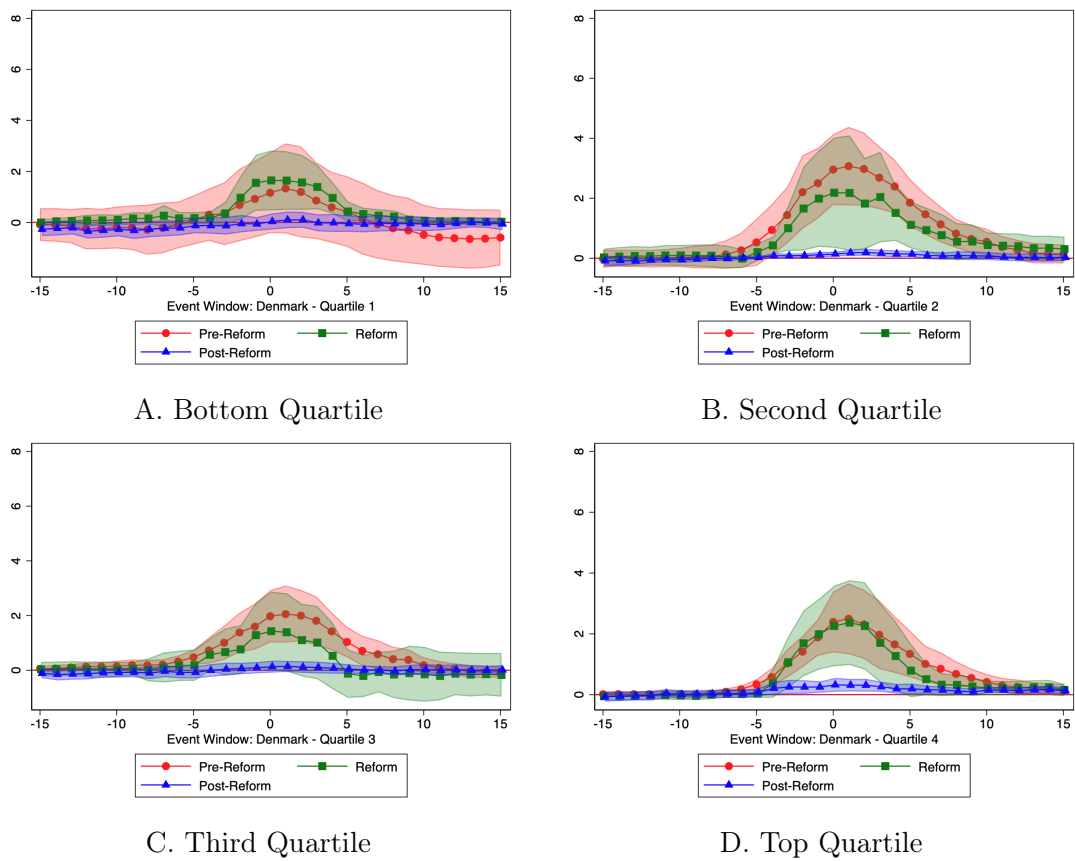 8
6
4
2
0
-15 -10 -5 0 5 10 15
Event Window: Denmark - Quartile 1
Pre-Reform Reform
Post-Reform
A. Bottom Quartile
8
6
4
2
0
-15 -10 -5 0 5 10 15
Event Window: Denmark - Quartile 2
Pre-Reform Reform
Post-Reform
B. Second Quartile
8
6
4
2
0
-15 -10 -5 0 5 10 15
Event Window: Denmark - Quartile 3
Pre-Reform Reform
Post-Reform
C. Third Quartile
8
6
4
2
0
-15 -10 -5 0 5 10 15
Event Window: Denmark - Quartile 4
Pre-Reform Reform
Post-Reform
D. Top Quartile